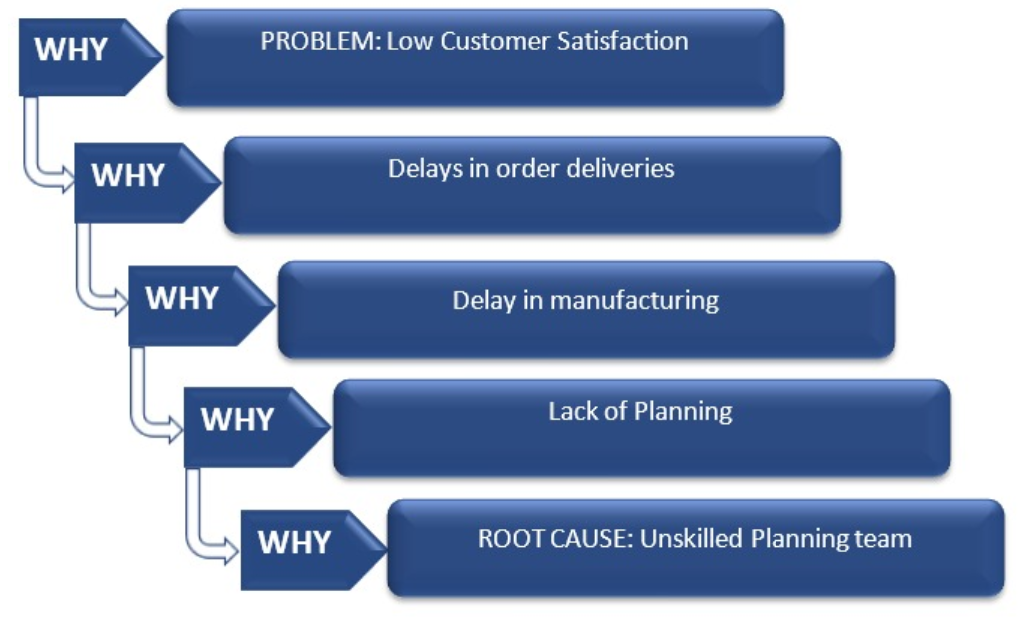 WHY
PROBLEM: Low Customer Satisfaction
WHY
Delays in order deliveries
WHY
Delay in manufacturing
WHY
Lack of Planning
WHY
ROOT CAUSE: Unskilled Planning team